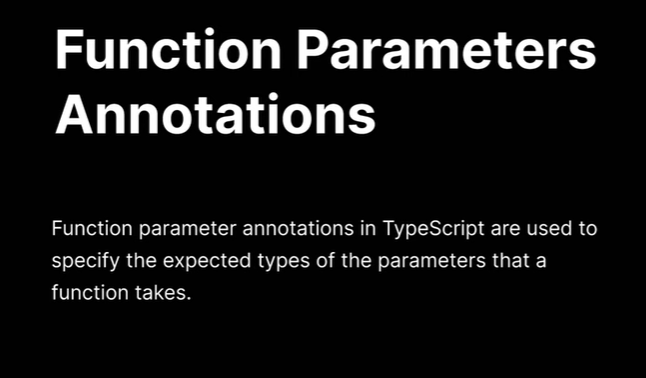 Function Parameters
Annotations
Function parameter annotations in TypeScript are used to
specify the expected types of the parameters that a
function takes.